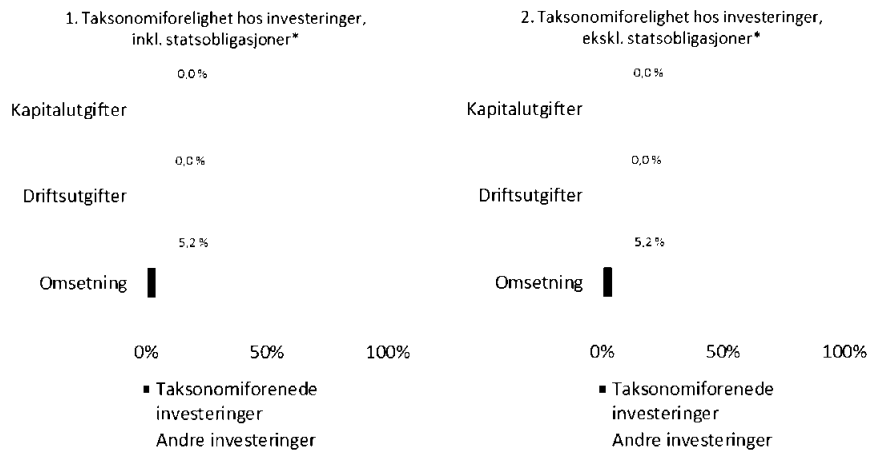 1. Taksonomiforelighet hos investeringer,
inkl. statsobligasjoner*
0,0%
Kapitalutgifter
0,0%
Driftsutgifter
5,2%
Omsetning
0% 50% 100%
Taksonomiforenede
investeringer
Andre investeringer
2. Taksonomiforelighet hos investeringer,
ekskl. statsobligasjoner*
0,0%
Kapitalutgifter
0,0%
Driftsutgifter
5,2%
Omsetning
0% 50% 100%
Taksonomiforenede
investeringer
Andre investeringer